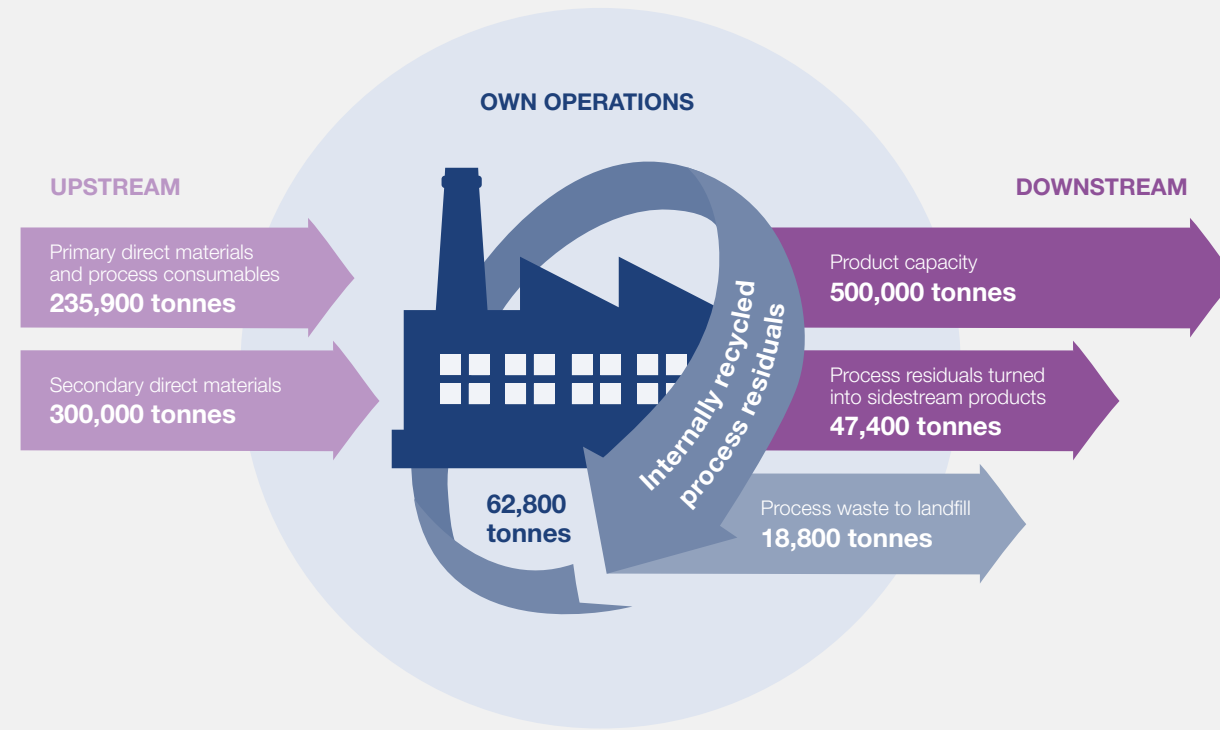 OWN OPERATIONS
UPSTREAM
Primary direct materials
and process consumables
235,900 tonnes
Secondary direct materials
300,000 tonnes
62,800
tonnes
Internally recycled
process residuals
DOWNSTREAM
Product capacity
500,000 tonnes
Process residuals turned
into sidestream products
47,400 tonnes
Process waste to landfill
18,800 tonnes